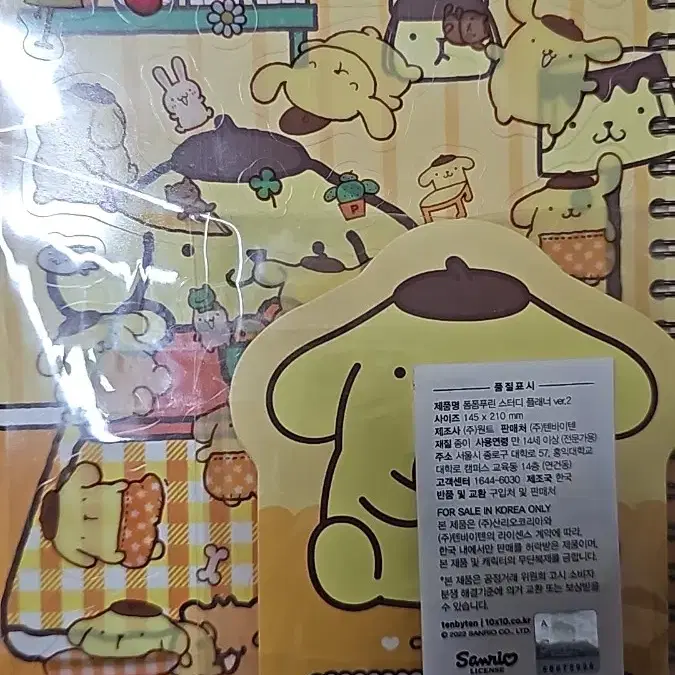 P
품질표시
제품명 폼폼푸린 스터디 플래너 ver.2
사이즈 145 x 210 mm
제조사 (주)원트 판매처 (주)텐바이텐
재질 종이 사용연령 만 14세 이상 (전문가용)
주소 서울시 종로구 대학로 57, 홍익대학교
대학로 캠퍼스 교육동 14층 (연건동)
고객센터 1644-6030 제조국 한국
반품 및 교환 구입처 및 판매처
FOR SALE IN KOREA ONLY
본 제품은 (주)산리오코리아와
(주)텐바이텐의 라이센스 계약에 따라,
한국 내에서만 판매를 허락받은 제품이며,
본 제품 및 캐릭터의 무단복제를 금합니다.
*본 제품은 공정거래 위원회 고시 소비자
분쟁 해결기준에 의거 교환 또는 보상받을
수 있습니다.
tenbyten | 10x10.co.kr
© 2022 SANRIO CO., LTD.
Sanrio
LICENSE